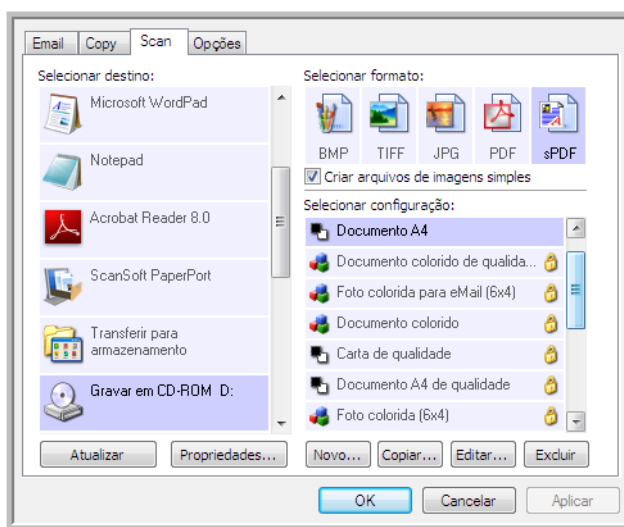 Email Copy Scan Opções
Selecionar destino:
Microsoft WordPad
Notepad
Acrobat Reader 8.0
ScanSoft PaperPort
Transferir para
armazenamento
Gravar em CD-ROM D:
Atualizar Propriedades...
Selecionar formato:
BMP TIFF JPG PDF sPDF
Criar arquivos de imagens simples
Selecionar configuração:
Documento A4
Documento colorido de qualida...
Foto colorida para eMail (6x4)
Documento colorido
Carta de qualidade
Documento A4 de qualidade
Foto colorida (6x4)
Novo... Copiar... Editar... Excluir
OK Cancelar Aplicar